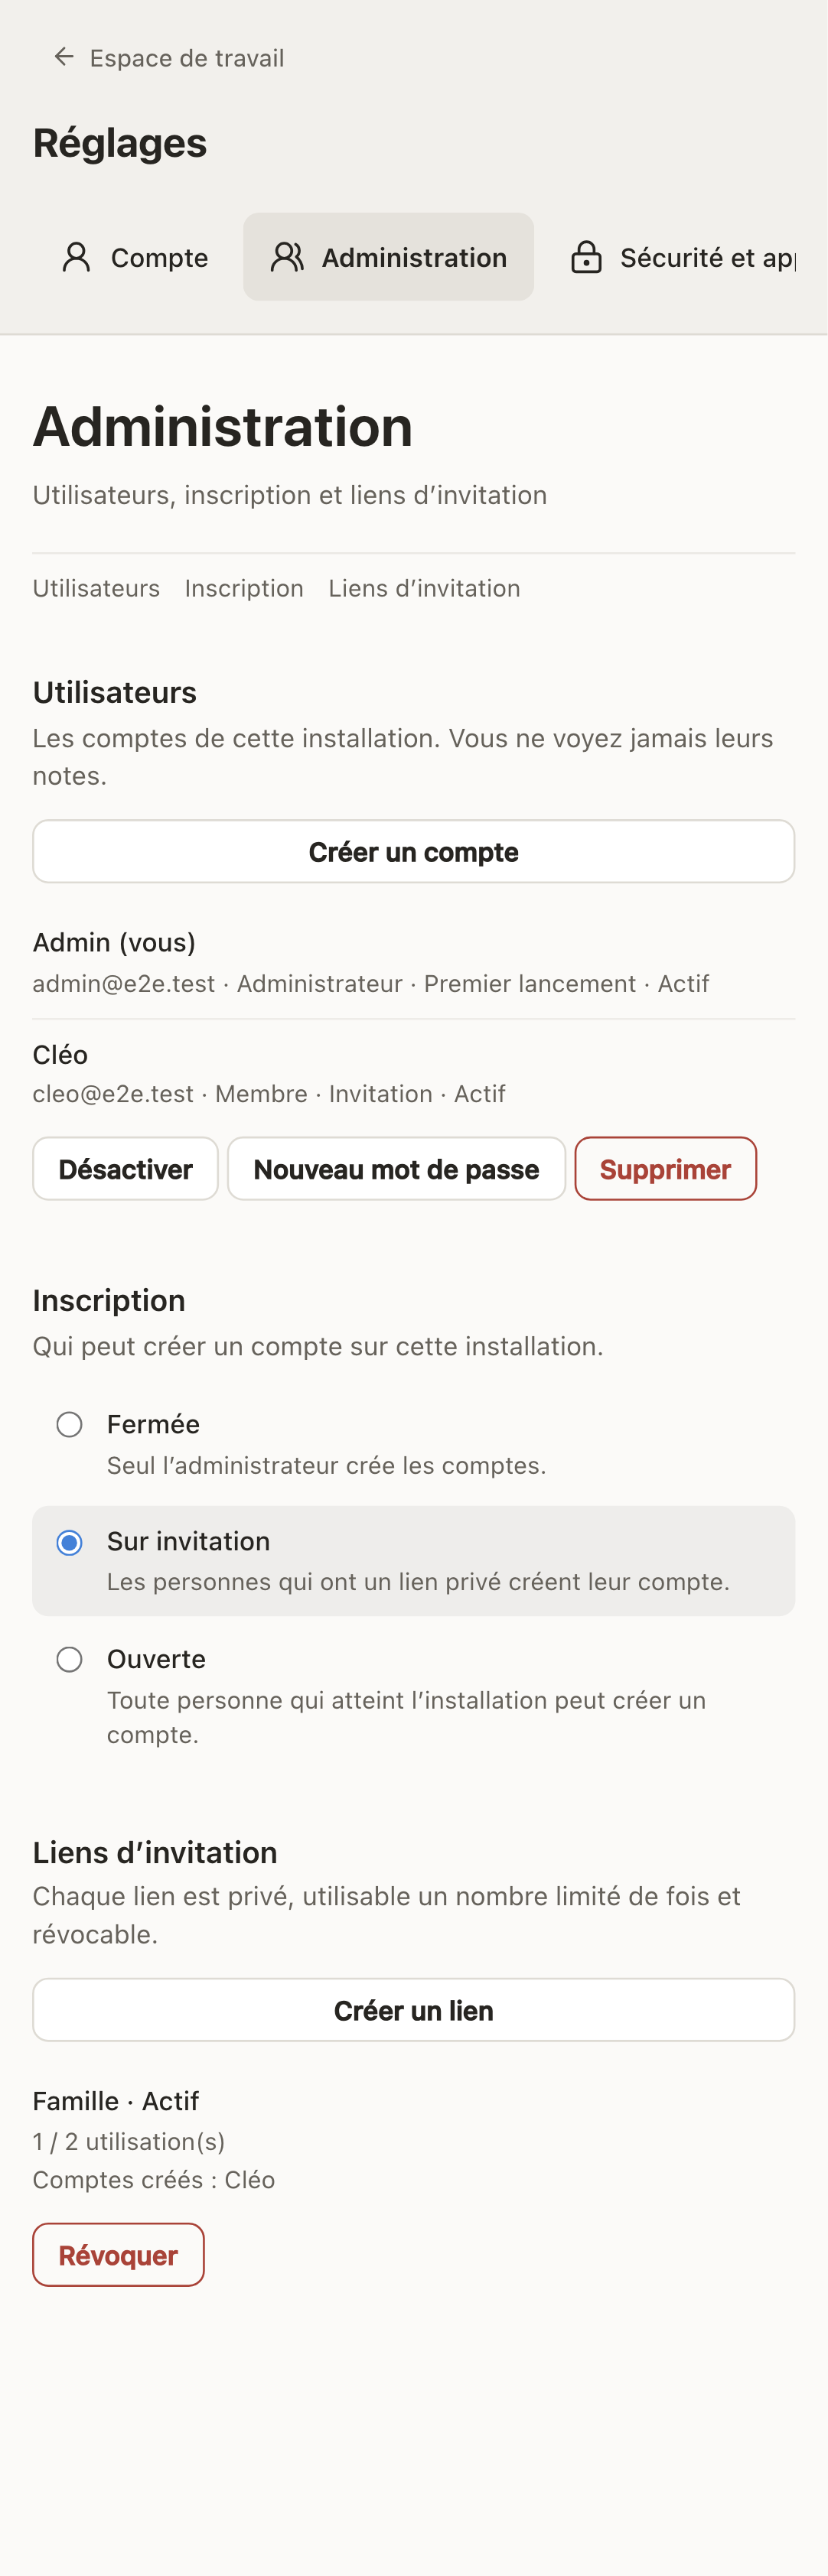 Espace de travail
Réglages
Compte
Administration
Sécurité et app
Administration
Utilisateurs, inscription et liens d’invitation
Utilisateurs Inscription Liens d’invitation
Utilisateurs
Les comptes de cette installation. Vous ne voyez jamais leurs
notes.
Créer un compte
Admin (vous)
admin@e2e.test · Administrateur · Premier lancement · Actif
Cléo
cleo@e2e.test · Membre · Invitation · Actif
Désactiver Nouveau mot de passe Supprimer
Inscription
Qui peut créer un compte sur cette installation.
Fermée
Seul l’administrateur crée les comptes.
Sur invitation
Les personnes qui ont un lien privé créent leur compte.
Ouverte
Toute personne qui atteint l’installation peut créer un
compte.
Liens d’invitation
Chaque lien est privé, utilisable un nombre limité de fois et
révocable.
Créer un lien
Famille · Actif
1 / 2 utilisation(s)
Comptes créés : Cléo
Révoquer